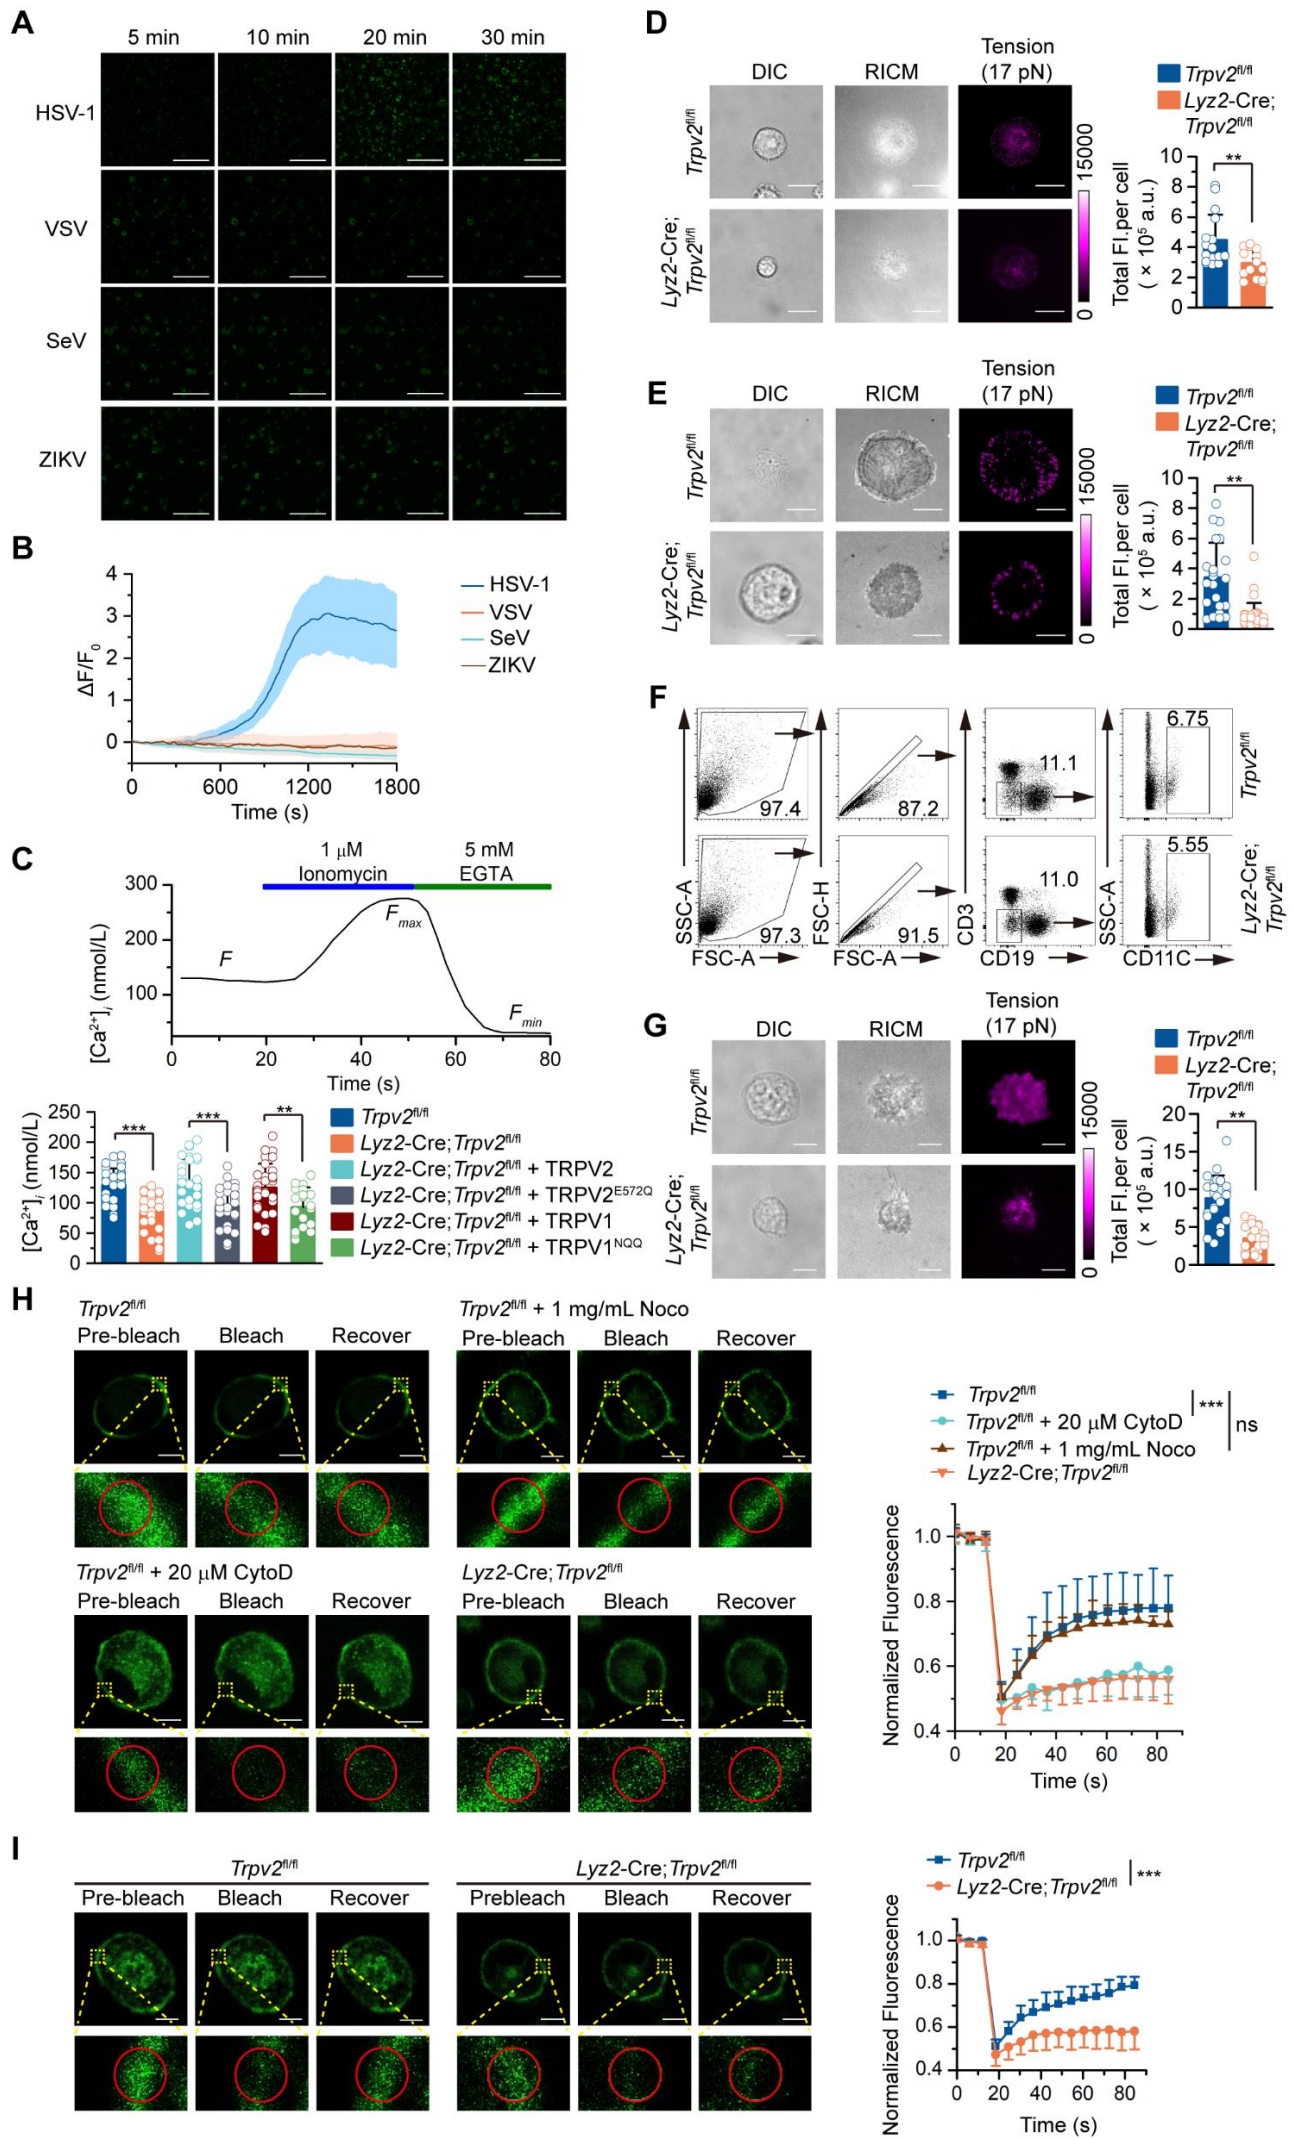 A
5 min 10 min 20 min 30 min
HSV-1
VSV
SeV
ZIKV
B
ΔF/F0
4
3
2
1
0
0 600 1200 1800
Time (s)
HSV-1
VSV
SeV
ZIKV
C
1 μM Ionomycin
5 mM EGTA
[Ca2+]i (nmol/L)
300
200
100
F
Fmax
Fmin
0 20 40 60 80
Time (s)
[Ca2+]i (nmol/L)
250
200
150
100
50
0
*** *** **
Trpv2fl/fl
Lyz2-Cre;Trpv2fl/fl
Lyz2-Cre;Trpv2fl/fl + TRPV2
Lyz2-Cre;Trpv2fl/fl + TRPV2E572Q
Lyz2-Cre;Trpv2fl/fl + TRPV1
Lyz2-Cre;Trpv2fl/fl + TRPV1NQQ
D
DIC RICM Tension (17 pN)
Trpv2fl/fl
Lyz2-Cre; Trpv2fl/fl
15000
0
Trpv2fl/fl
Lyz2-Cre;
Trpv2fl/fl
Total Fl.per cell
( × 10⁵ a.u.)
10
8
6
4
2
0
**
E
DIC RICM Tension (17 pN)
Trpv2fl/fl
Lyz2-Cre; Trpv2fl/fl
15000
0
Trpv2fl/fl
Lyz2-Cre;
Trpv2fl/fl
Total Fl.per cell
( × 10⁵ a.u.)
10
8
6
4
2
0
**
F
97.4 87.2 11.1 6.75
Trpv2fl/fl
97.3 91.5 11.0 5.55
Lyz2-Cre; Trpv2fl/fl
SSC-A FSC-H CD3 SSC-A
FSC-A FSC-A CD19 CD11C
G
DIC RICM Tension (17 pN)
Trpv2fl/fl
Lyz2-Cre; Trpv2fl/fl
15000
0
Trpv2fl/fl
Lyz2-Cre;
Trpv2fl/fl
Total Fl.per cell
( × 10⁵ a.u.)
20
15
10
5
0
**
H
Trpv2fl/fl
Pre-bleach Bleach Recover
Trpv2fl/fl + 1 mg/mL Noco
Pre-bleach Bleach Recover
Trpv2fl/fl + 20 μM CytoD
Pre-bleach Bleach Recover
Lyz2-Cre;Trpv2fl/fl
Pre-bleach Bleach Recover
Trpv2fl/fl
Trpv2fl/fl + 20 μM CytoD
Trpv2fl/fl + 1 mg/mL Noco
Lyz2-Cre;Trpv2fl/fl
*** ns
Normalized Fluorescence
1.0
0.8
0.6
0.4
0 20 40 60 80
Time (s)
I
Trpv2fl/fl
Pre-bleach Bleach Recover
Lyz2-Cre;Trpv2fl/fl
Prebleach Bleach Recover
Trpv2fl/fl
Lyz2-Cre;Trpv2fl/fl
***
Normalized Fluorescence
1.0
0.8
0.6
0.4
0 20 40 60 80
Time (s)